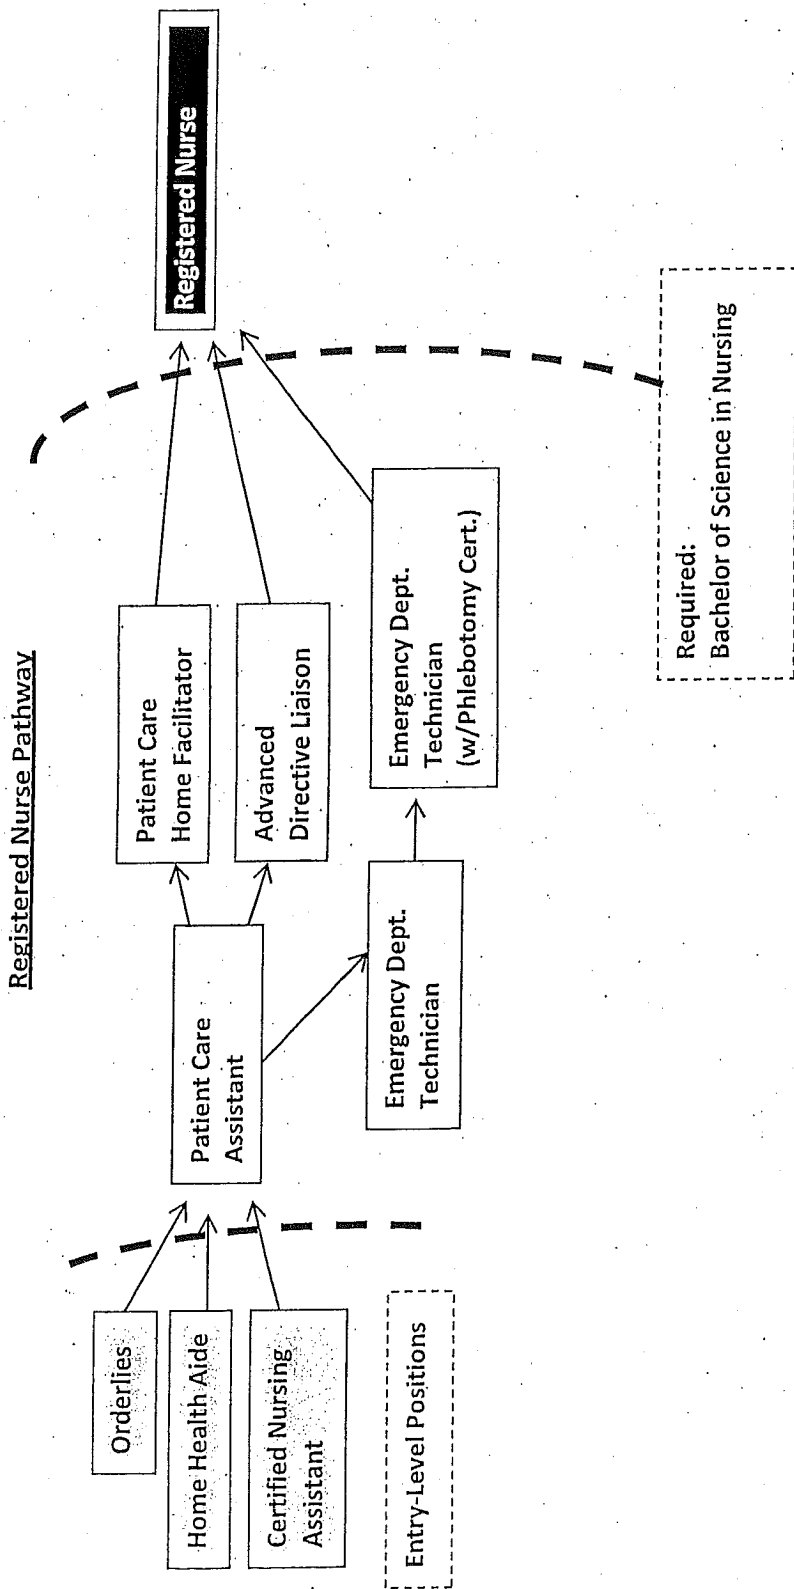 Registered Nurse Pathway
Orderlies
Home Health Aide
Certified Nursing
Assistant
Entry-Level Positions
Patient Care
Assistant
Emergency Dept.
Technician
Patient Care
Home Facilitator
Advanced
Directive Liaison
Emergency Dept.
Technician
(w/Phlebotomy Cert.)
Registered Nurse
Required:
Bachelor of Science in Nursing